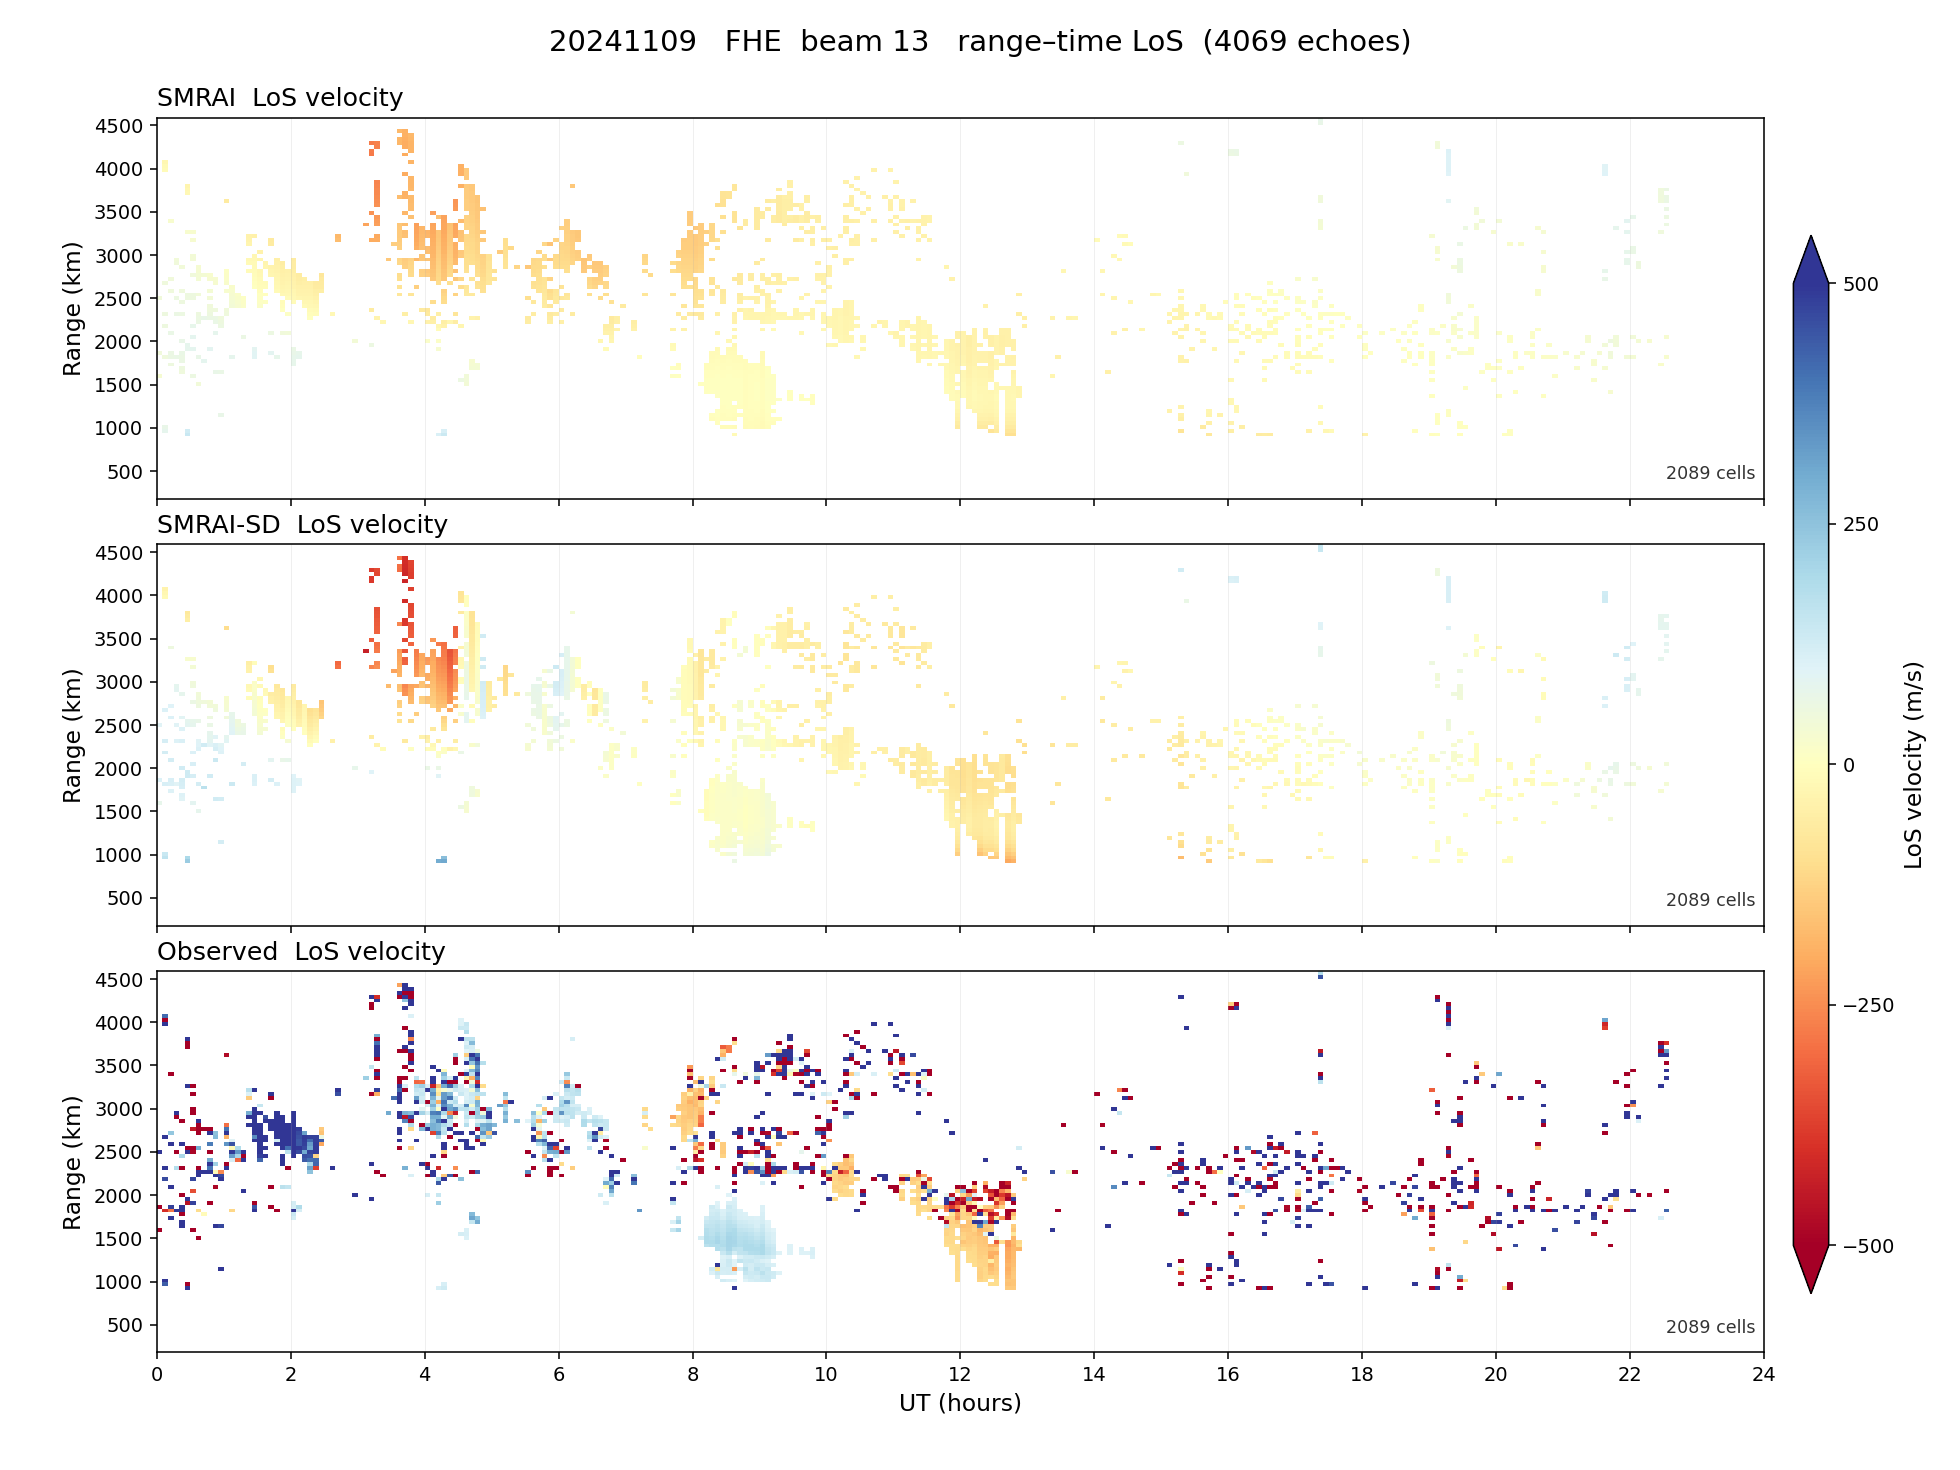 20241109   FHE  beam 13   range–time LoS  (4069 echoes)
SMRAI  LoS velocity
4500
4000
3500
3000
2500
2000
1500
1000
500
Range (km)
2089 cells
SMRAI-SD  LoS velocity
4500
4000
3500
3000
2500
2000
1500
1000
500
Range (km)
2089 cells
Observed  LoS velocity
4500
4000
3500
3000
2500
2000
1500
1000
500
Range (km)
2089 cells
0 2 4 6 8 10 12 14 16 18 20 22 24
UT (hours)
500
250
0
−250
−500
LoS velocity (m/s)